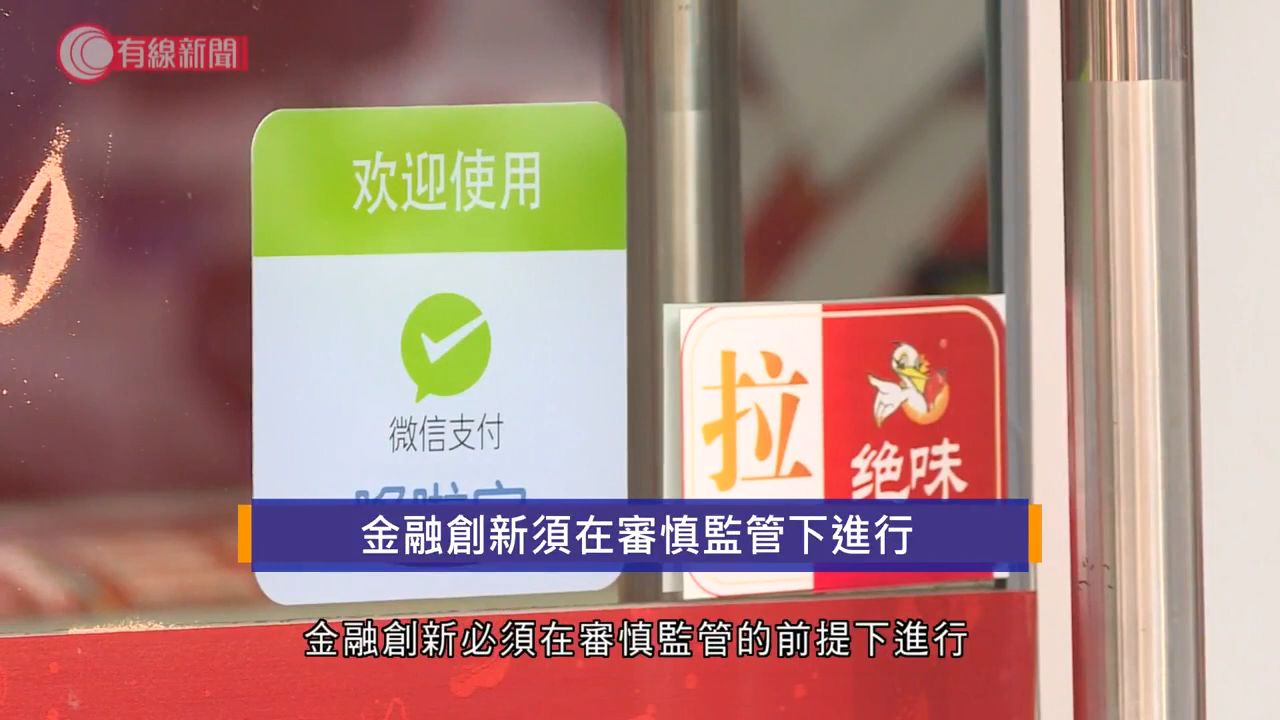 有線新聞
欢迎使用
微信支付
拉
绝味
金融創新須在審慎監管下進行
金融創新必須在審慎監管的前提下進行